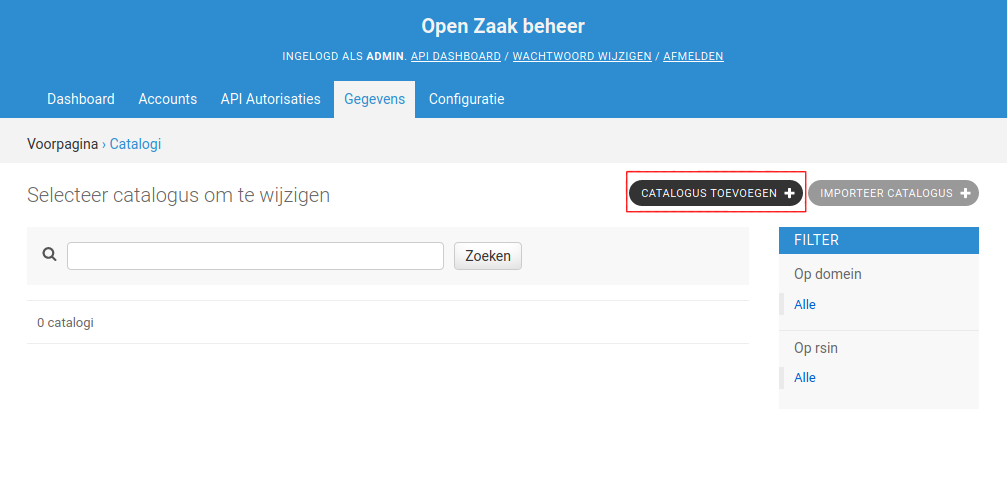 Open Zaak beheer
INGELOGD ALS ADMIN. API DASHBOARD / WACHTWOORD WIJZIGEN / AFMELDEN
Dashboard Accounts API Autorisaties Gegevens Configuratie
Voorpagina › Catalogi
Selecteer catalogus om te wijzigen
CATALOGUS TOEVOEGEN
IMPORTEER CATALOGUS
Zoeken
0 catalogi
FILTER
Op domein
Alle
Op rsin
Alle